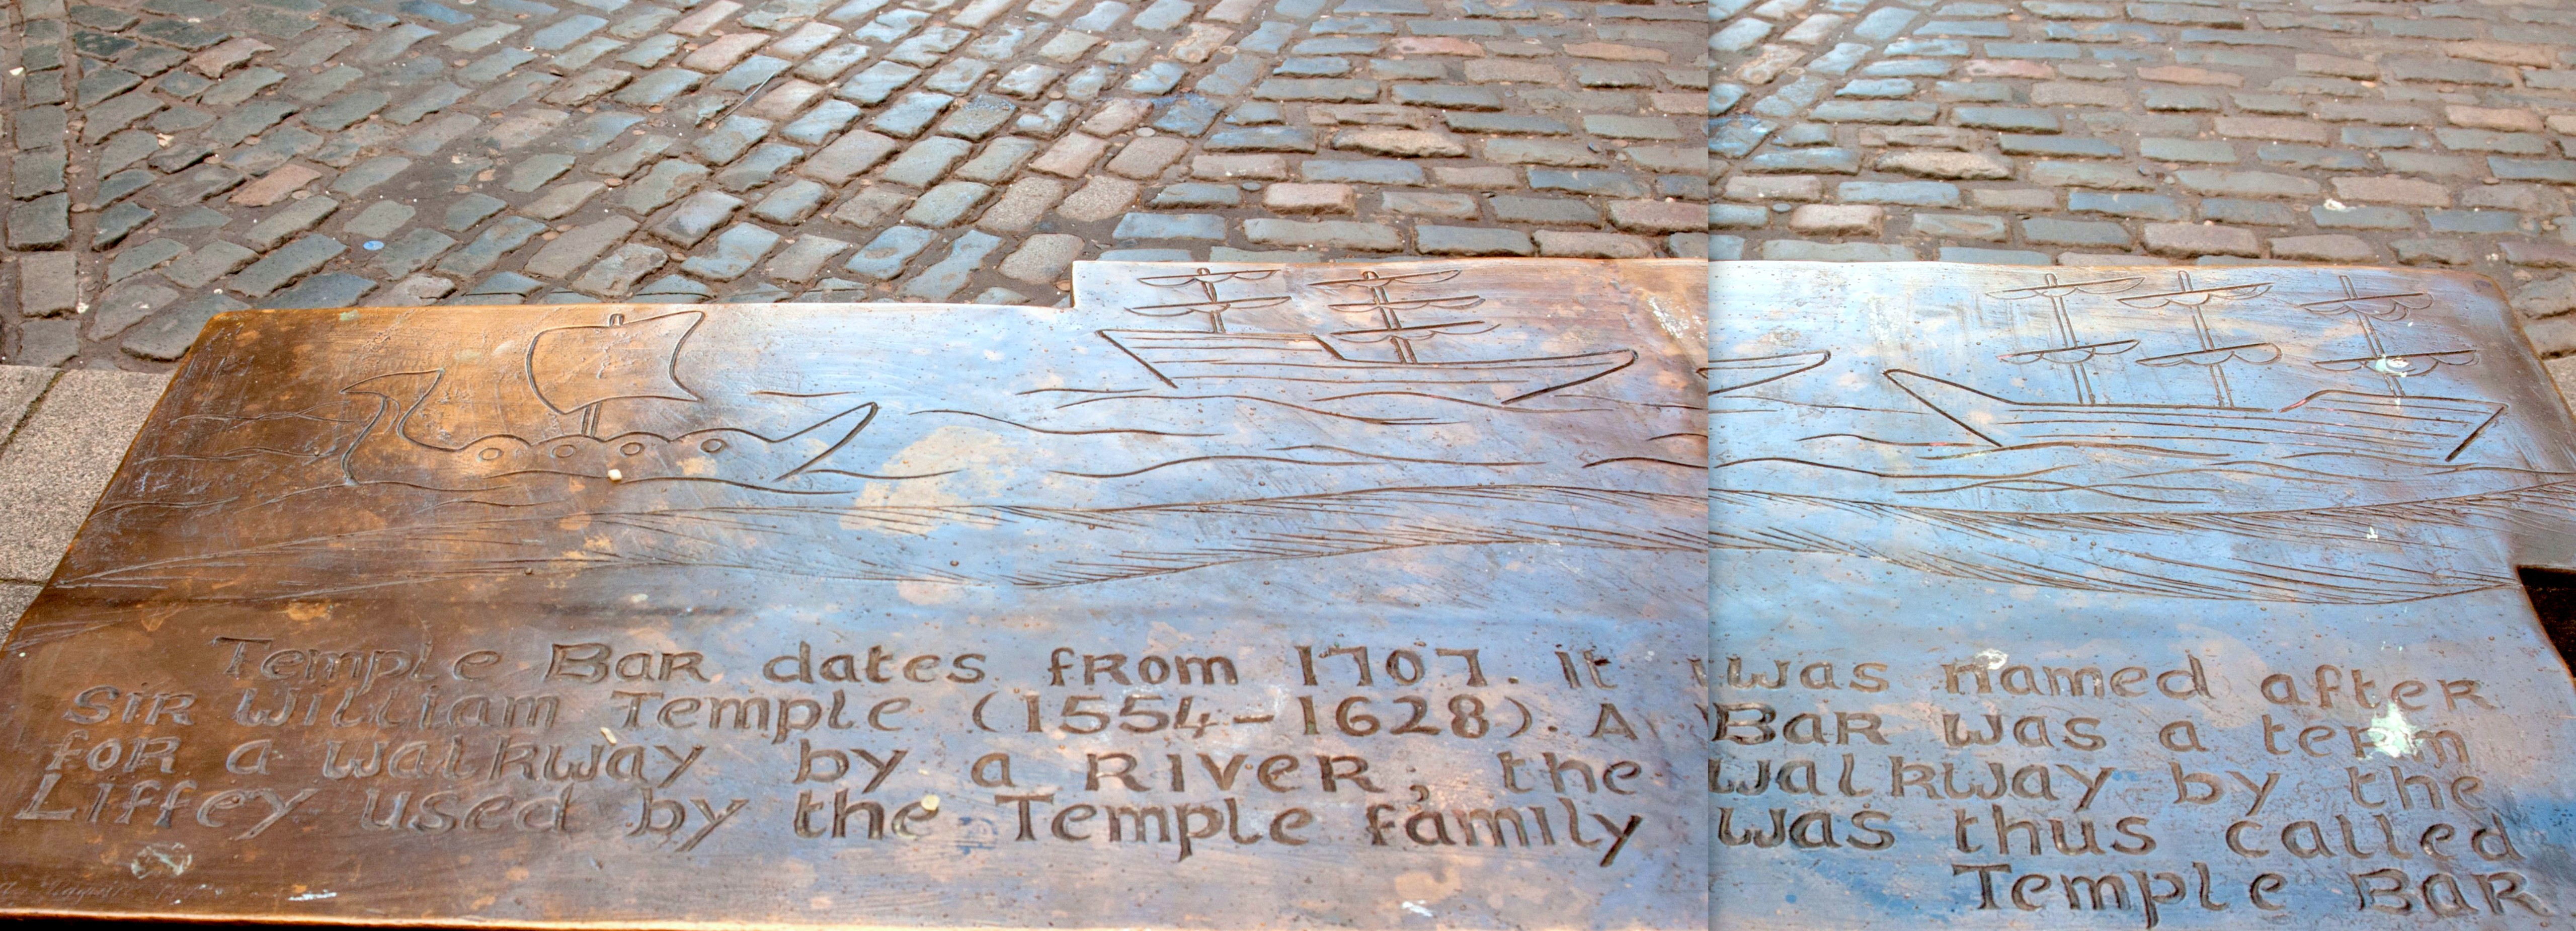 Temple Bar dates from 1707. It was named after
Sir William Temple (1554-1628). A Bar was a term
for a walkway by a River, the walkway by the
Liffey used by the Temple family was thus called
Temple Bar